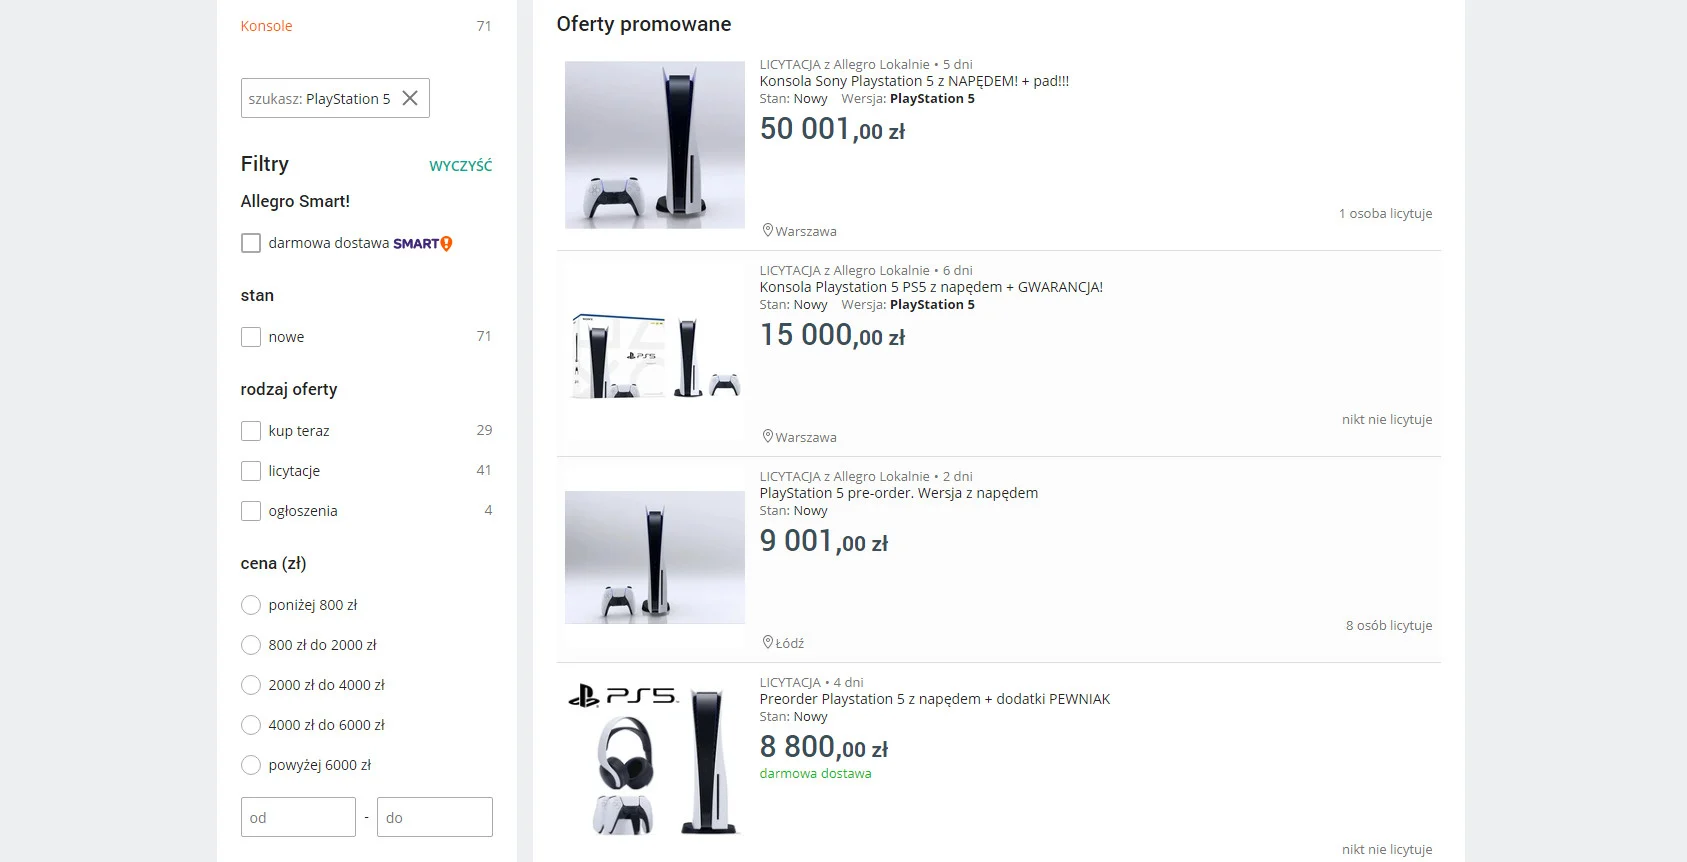 Konsole 71
szukasz: PlayStation 5
Filtry WYCZYŚĆ
Allegro Smart!
darmowa dostawa SMART!
stan
nowe 71
rodzaj oferty
kup teraz 29
licytacje 41
ogłoszenia 4
cena (zł)
poniżej 800 zł
800 zł do 2000 zł
2000 zł do 4000 zł
4000 zł do 6000 zł
powyżej 6000 zł
od - do
Oferty promowane
LICYTACJA z Allegro Lokalnie • 5 dni
Konsola Sony Playstation 5 z NAPĘDEM! + pad!!!
Stan: Nowy Wersja: PlayStation 5
50 001,00 zł
1 osoba licytuje
Warszawa
LICYTACJA z Allegro Lokalnie • 6 dni
Konsola Playstation 5 PS5 z napędem + GWARANCJA!
Stan: Nowy Wersja: PlayStation 5
15 000,00 zł
SONY
PS5
nikt nie licytuje
Warszawa
LICYTACJA z Allegro Lokalnie • 2 dni
PlayStation 5 pre-order. Wersja z napędem
Stan: Nowy
9 001,00 zł
8 osób licytuje
Łódź
PS5
LICYTACJA • 4 dni
Preorder Playstation 5 z napędem + dodatki PEWNIAK
Stan: Nowy
8 800,00 zł
darmowa dostawa
nikt nie licytuje